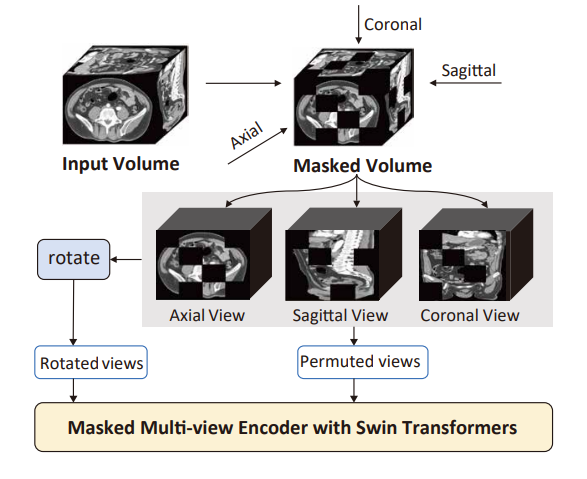 Coronal
Sagittal
Axial
Input Volume
Masked Volume
rotate
Axial View
Sagittal View
Coronal View
Rotated views
Permuted views
Masked Multi-view Encoder with Swin Transformers